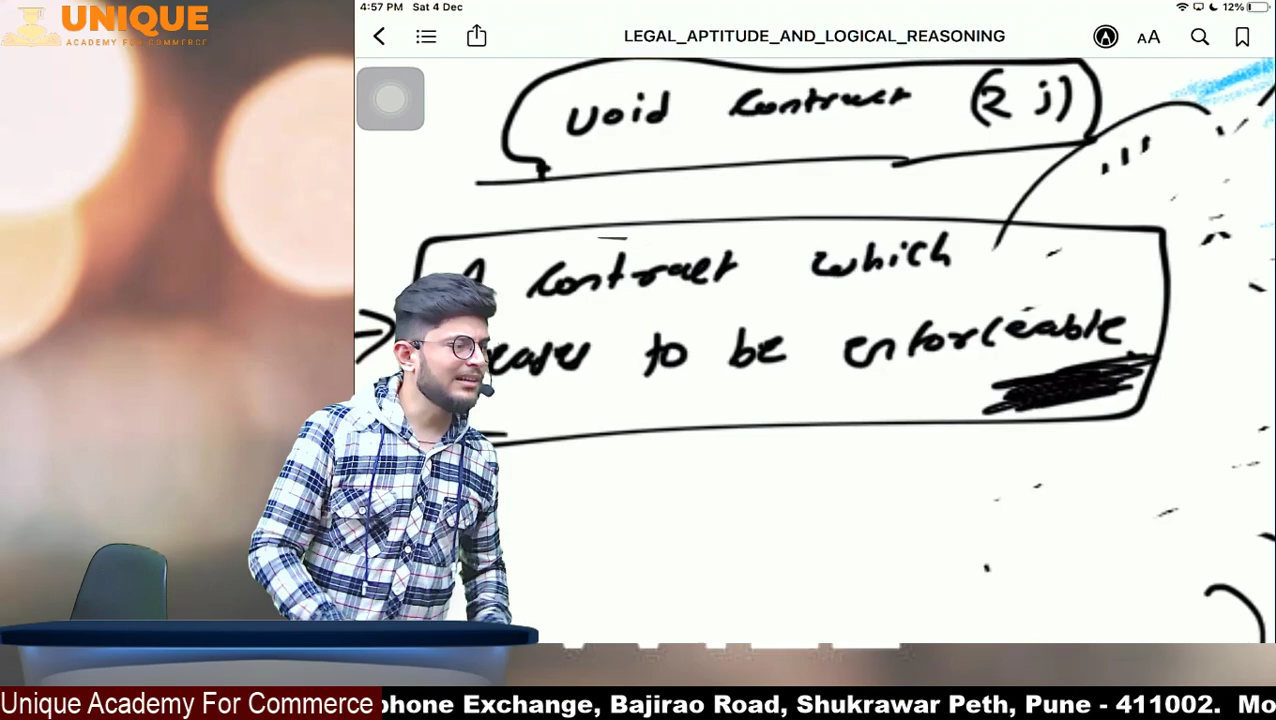 4:57 PM Sat 4 Dec
12%
UNIQUE
ACADEMY FOR COMMERCE
LEGAL_APTITUDE_AND_LOGICAL_REASONING
AA
void contract (2 j)
A contract which
to be enforceable
Unique Academy For Commerce
phone Exchange, Bajirao Road, Shukrawar Peth, Pune - 411002. Mo